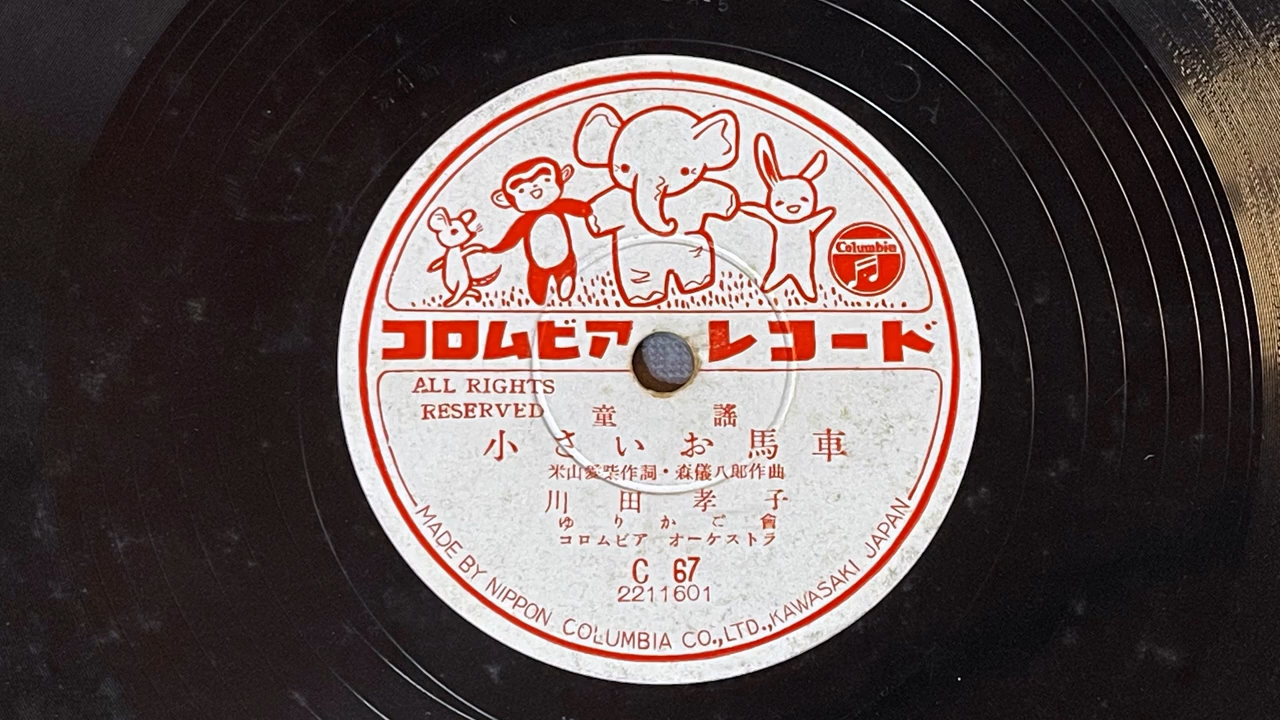 Columbia
コロムビア レコード
ALL RIGHTS
RESERVED
童謠
小さいお馬車
米山愛紫作詞・森儀八郎作曲
川田孝子
ゆりかご會
コロムビア オーケストラ
C 67
2211601
MADE BY NIPPON COLUMBIA CO., LTD., KAWASAKI JAPAN